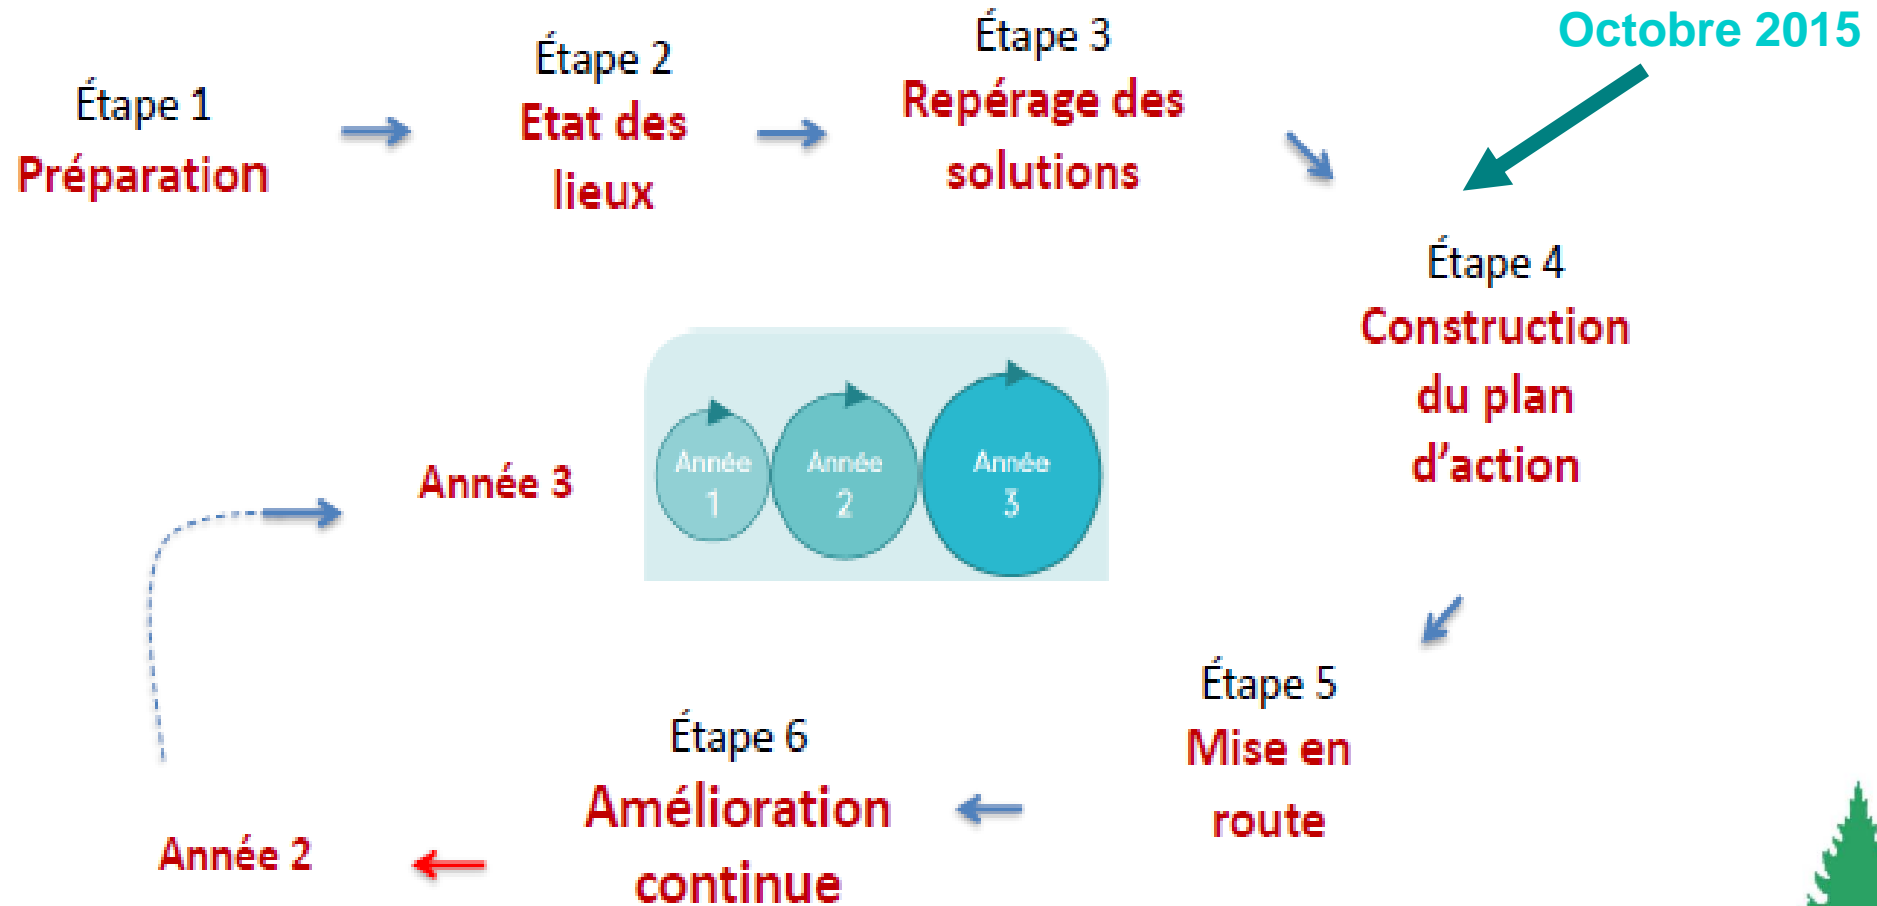 Étape 1
Préparation
Étape 2
Etat des
lieux
Étape 3
Repérage des
solutions
Octobre 2015
Étape 4
Construction
du plan
d'action
Étape 5
Mise en
route
Étape 6
Amélioration
continue
Année 2
Année 3
Année
1
Année
2
Année
3